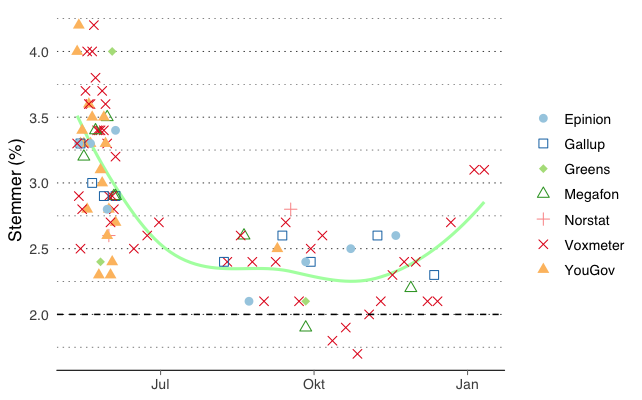 Stemmer (%)
4.0
3.5
3.0
2.5
2.0
Jul
Okt
Jan
Epinion
Gallup
Greens
Megafon
Norstat
Voxmeter
YouGov